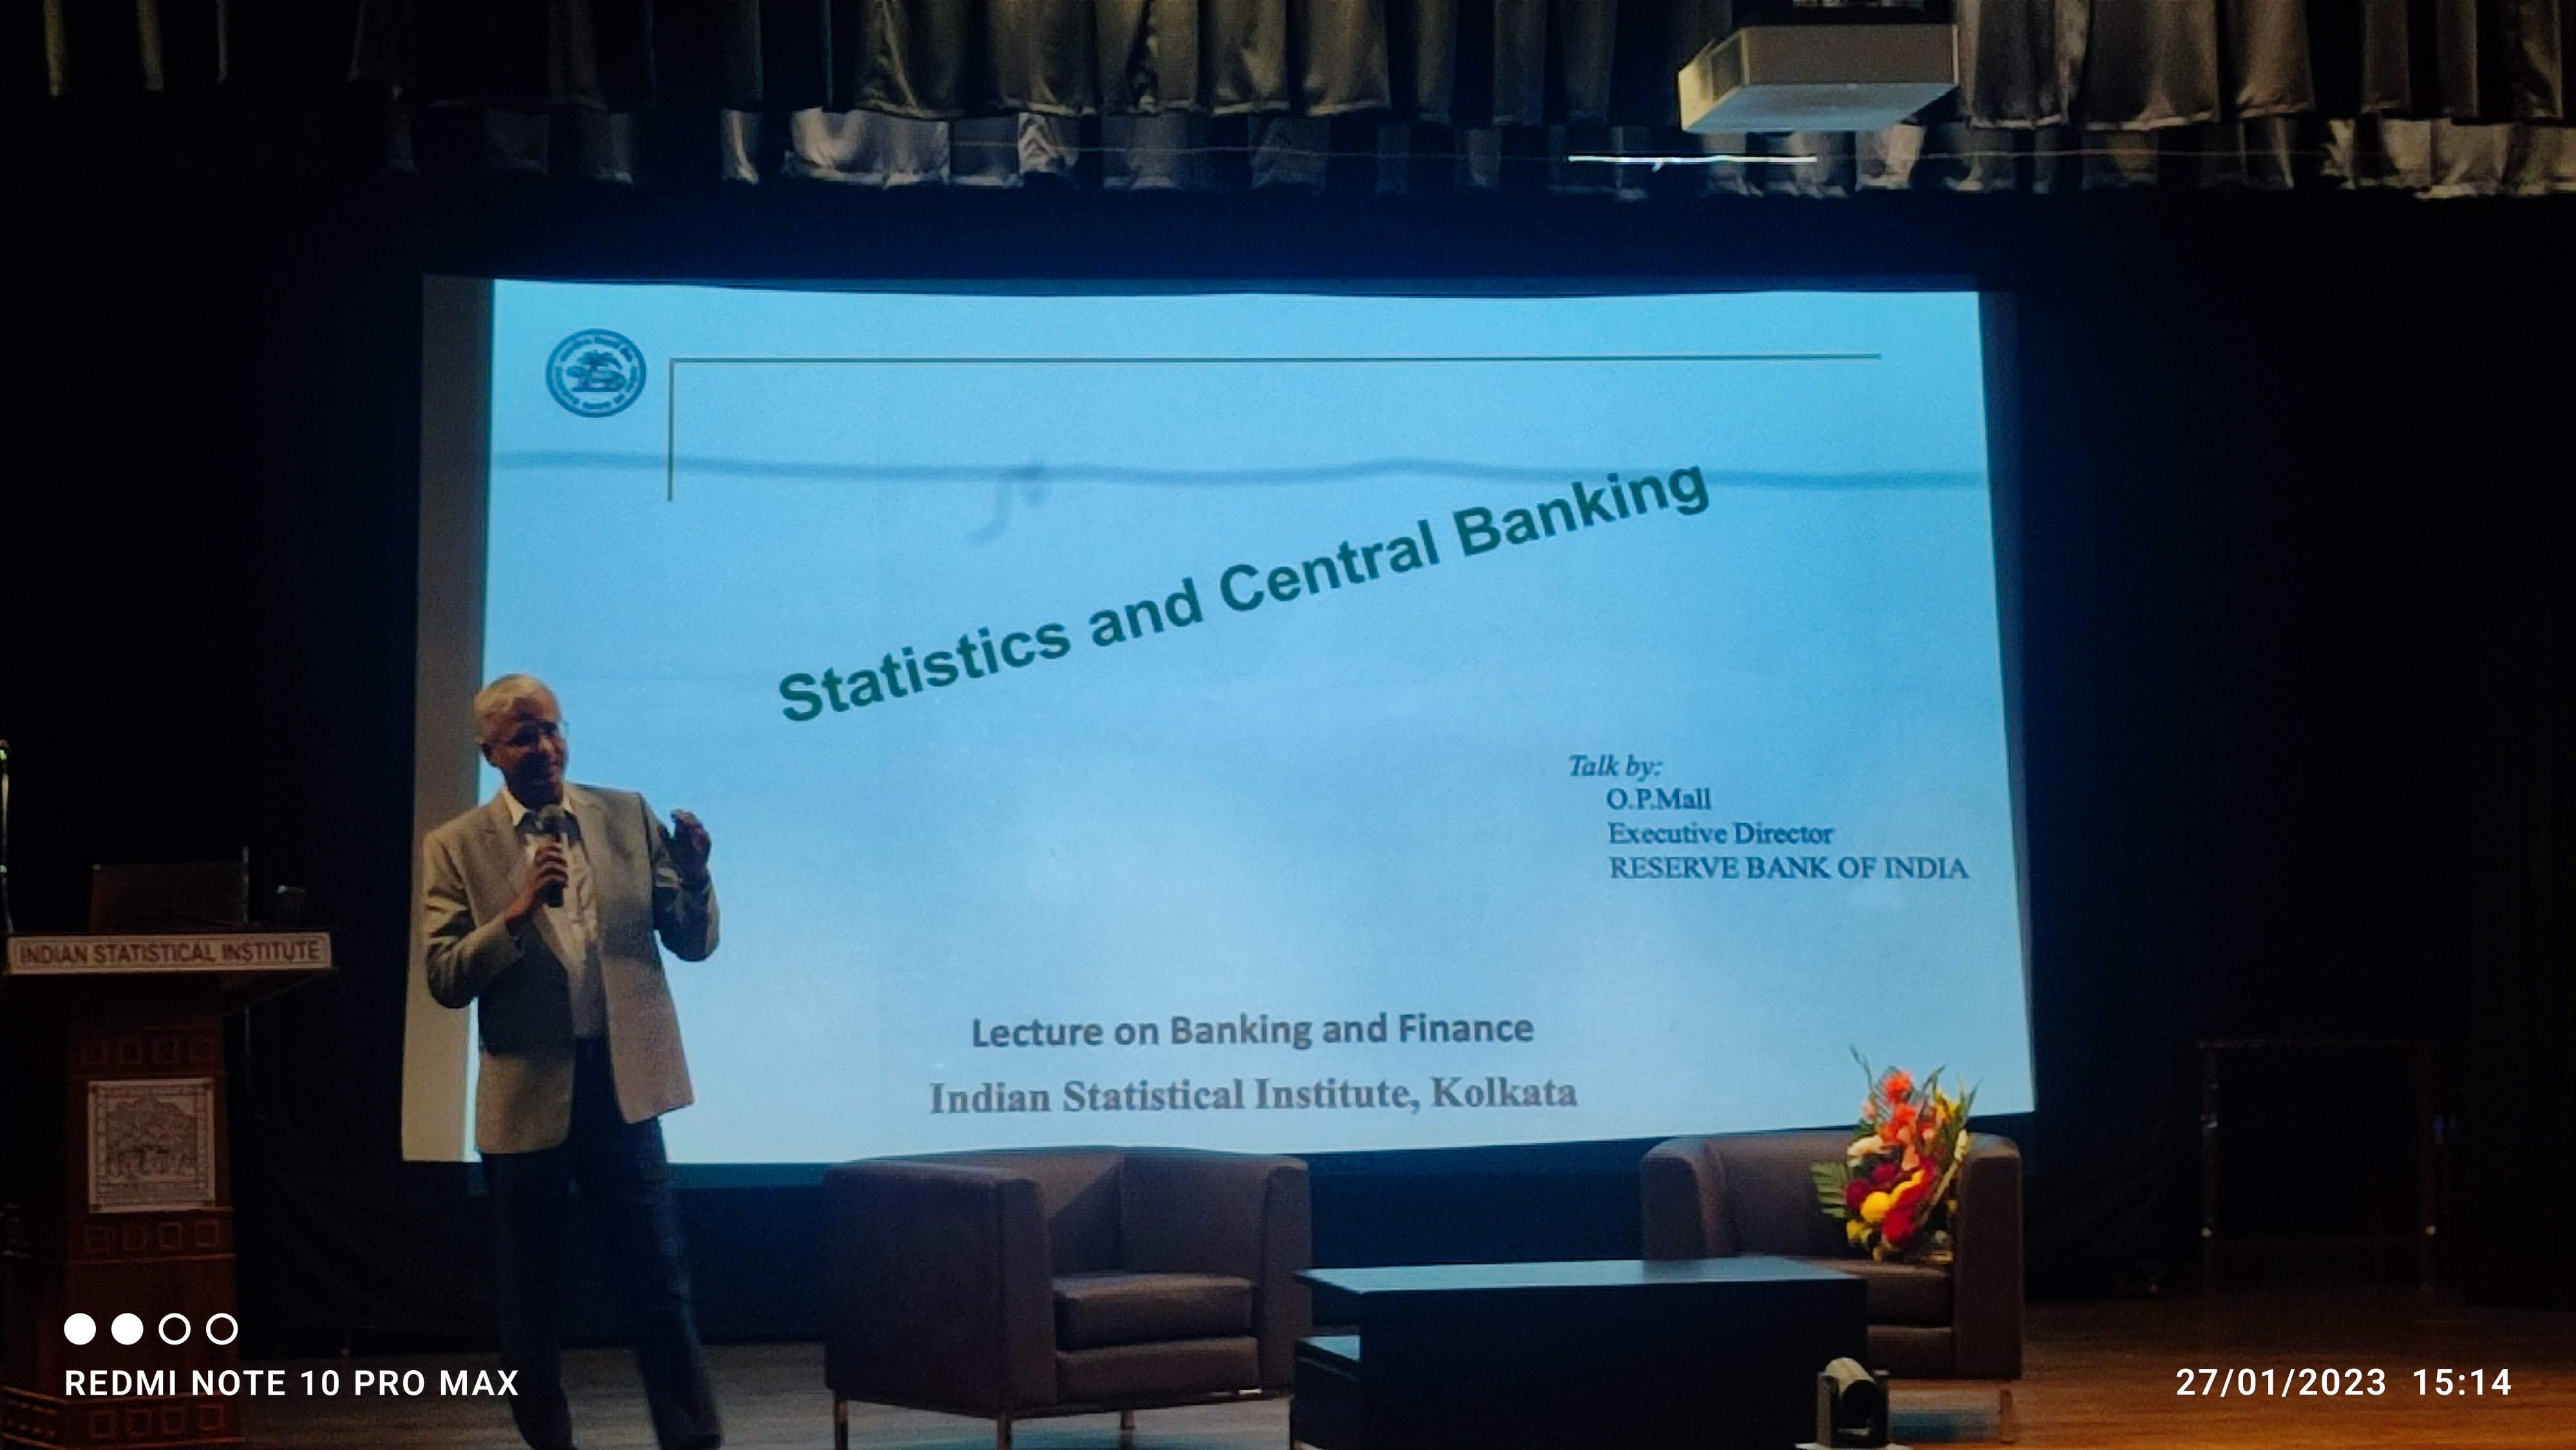 Statistics and Central Banking
Talk by:
O.P.Mall
Executive Director
RESERVE BANK OF INDIA
INDIAN STATISTICAL INSTITUTE
Lecture on Banking and Finance
Indian Statistical Institute, Kolkata
REDMI NOTE 10 PRO MAX
27/01/2023 15:14